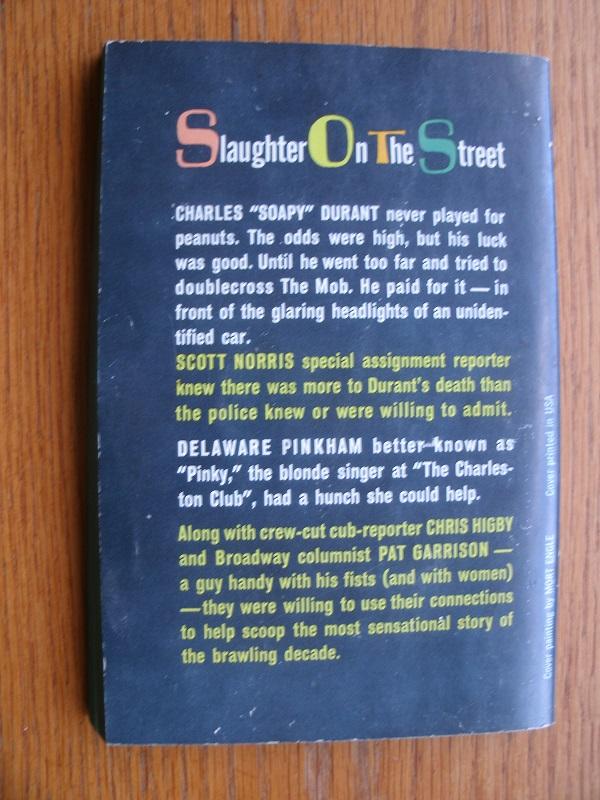 Slaughter On The Street
CHARLES "SOAPY" DURANT never played for
peanuts. The odds were high, but his luck
was good. Until he went too far and tried to
doublecross The Mob. He paid for it — in
front of the glaring headlights of an uniden-
tified car.
SCOTT NORRIS special assignment reporter
knew there was more to Durant's death than
the police knew or were willing to admit.
DELAWARE PINKHAM better known as
"Pinky," the blonde singer at "The Charles-
ton Club", had a hunch she could help.
Along with crew-cut cub-reporter CHRIS HIGBY
and Broadway columnist PAT GARRISON —
a guy handy with his fists (and with women)
—they were willing to use their connections
to help scoop the most sensational story of
the brawling decade.
Cover painting by MORT ENGLE Cover printed in USA